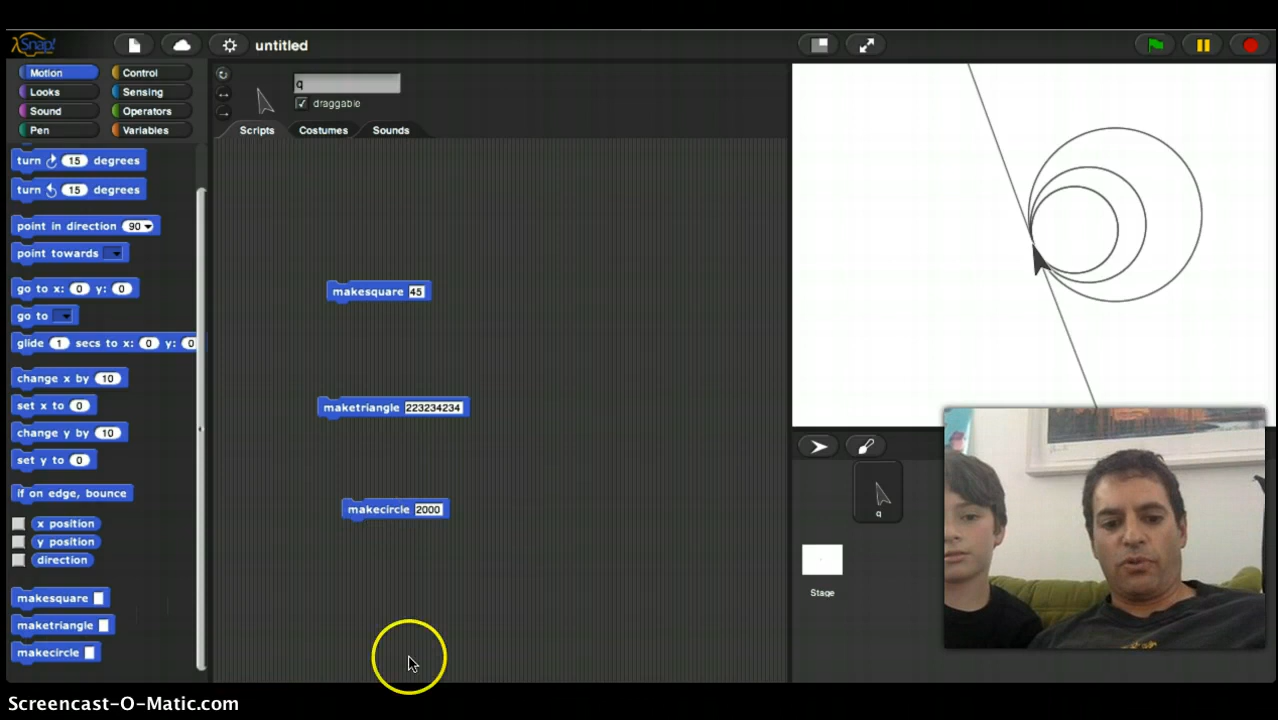 Snap! untitled
Motion Control
Looks Sensing
Sound Operators
Pen Variables
q
draggable
Scripts Costumes Sounds
turn 15 degrees
turn 15 degrees
point in direction 90
point towards
go to x: 0 y: 0
go to
glide 1 secs to x: 0 y: 0
change x by 10
set x to 0
change y by 10
set y to 0
if on edge, bounce
x position
y position
direction
makesquare
maketriangle
makecircle
makesquare 45
maketriangle 223234234
makecircle 2000
q
Stage
Screencast-O-Matic.com